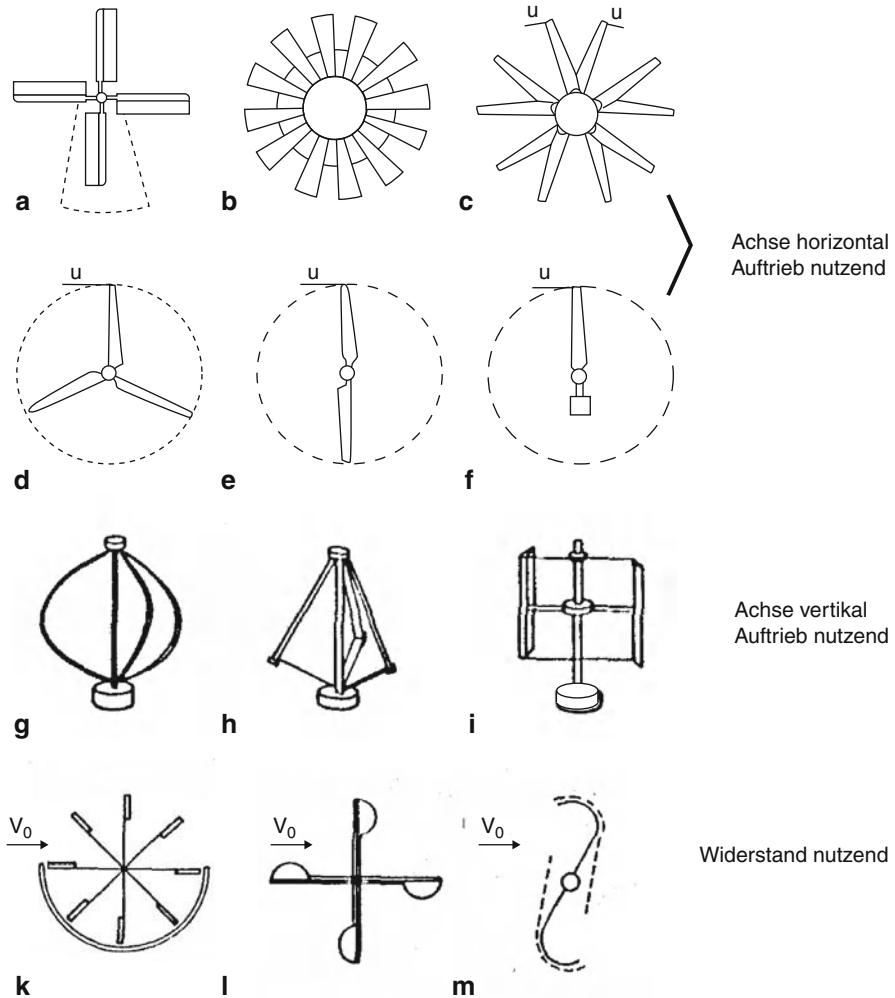 u u
a b c
Achse horizontal
Auftrieb nutzend
u u u
d e f
Achse vertikal
Auftrieb nutzend
g h i
V₀ V₀ V₀
Widerstand nutzend
k l m